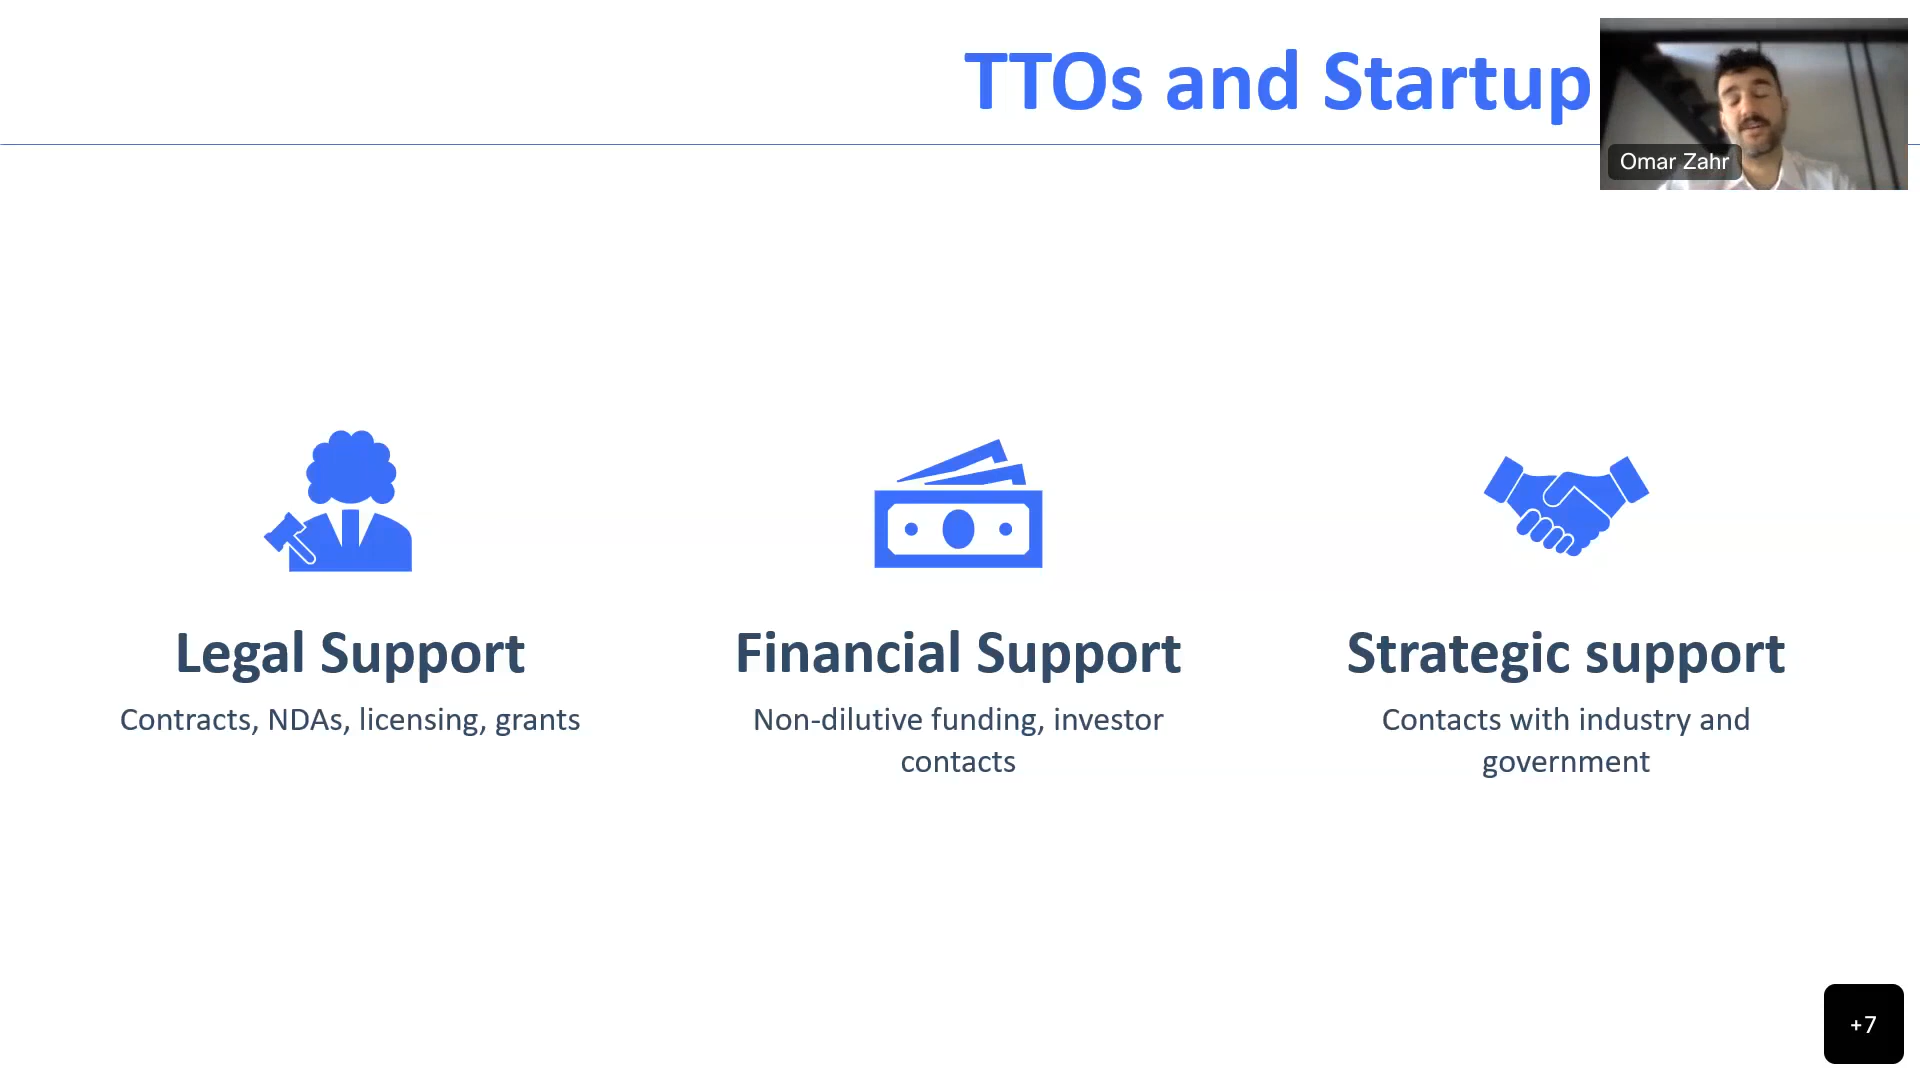 TTOs and Startup
Omar Zahr
Legal Support
Contracts, NDAs, licensing, grants
Financial Support
Non-dilutive funding, investor
contacts
Strategic support
Contacts with industry and
government
+7